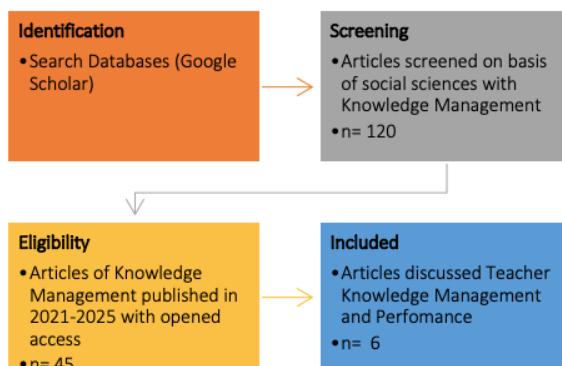 Identification
•Search Databases (Google
Scholar)
Screening
•Articles screened on basis
of social sciences with
Knowledge Management
•n= 120
Eligibility
•Articles of Knowledge
Management published in
2021-2025 with opened
access
•n= 45
Included
•Articles discussed Teacher
Knowledge Management
and Perfomance
•n= 6